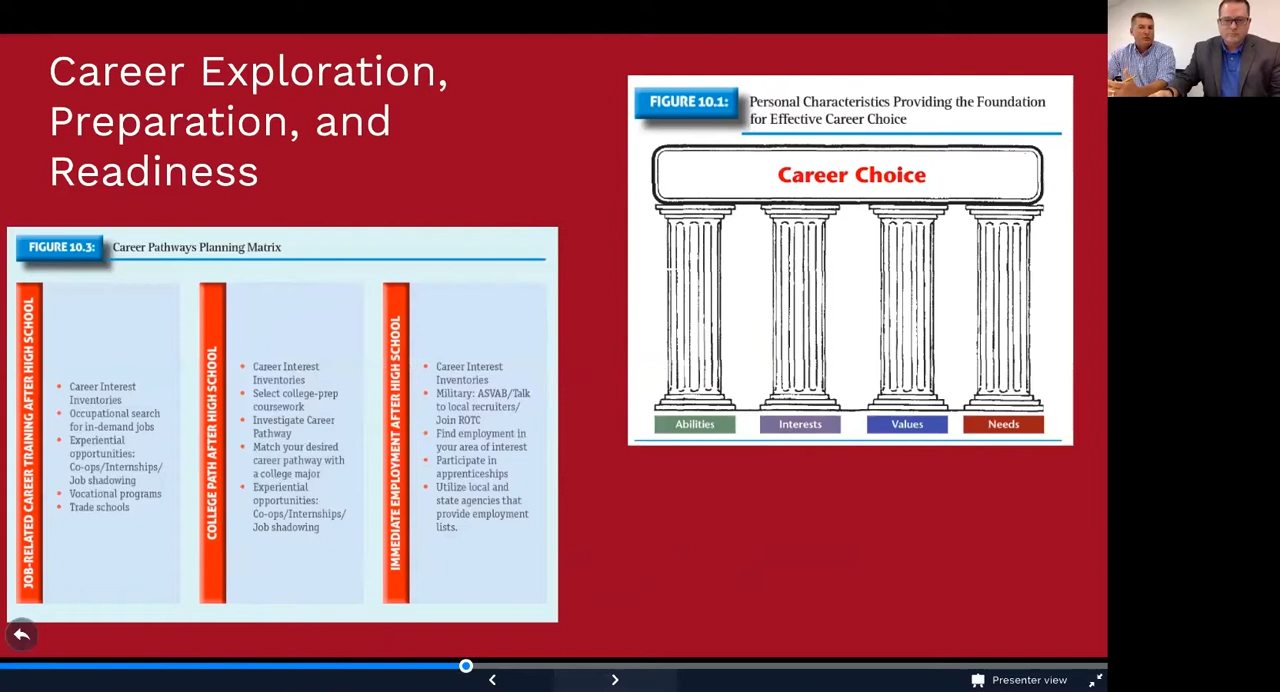 Career Exploration,
Preparation, and
Readiness
FIGURE 10.3:
Career Pathways Planning Matrix
JOB-RELATED CAREER TRAINING AFTER HIGH SCHOOL
• Career Interest
Inventories
• Occupational search
for in-demand jobs
• Experiential
opportunities:
Co-ops/Internships/
Job shadowing
• Vocational programs
• Trade schools
COLLEGE PATH AFTER HIGH SCHOOL
• Career Interest
Inventories
• Select college-prep
coursework
• Investigate Career
Pathway
• Match your desired
career pathway with
a college major
• Experiential
opportunities:
Co-ops/Internships/
Job shadowing
IMMEDIATE EMPLOYMENT AFTER HIGH SCHOOL
• Career Interest
Inventories
• Military: ASVAB/Talk
to local recruiters/
Join ROTC
• Find employment in
your area of interest
• Participate in
apprenticeships
• Utilize local and
state agencies that
provide employment
lists.
FIGURE 10.1:
Personal Characteristics Providing the Foundation
for Effective Career Choice
Career Choice
Abilities
Interests
Values
Needs
Presenter view